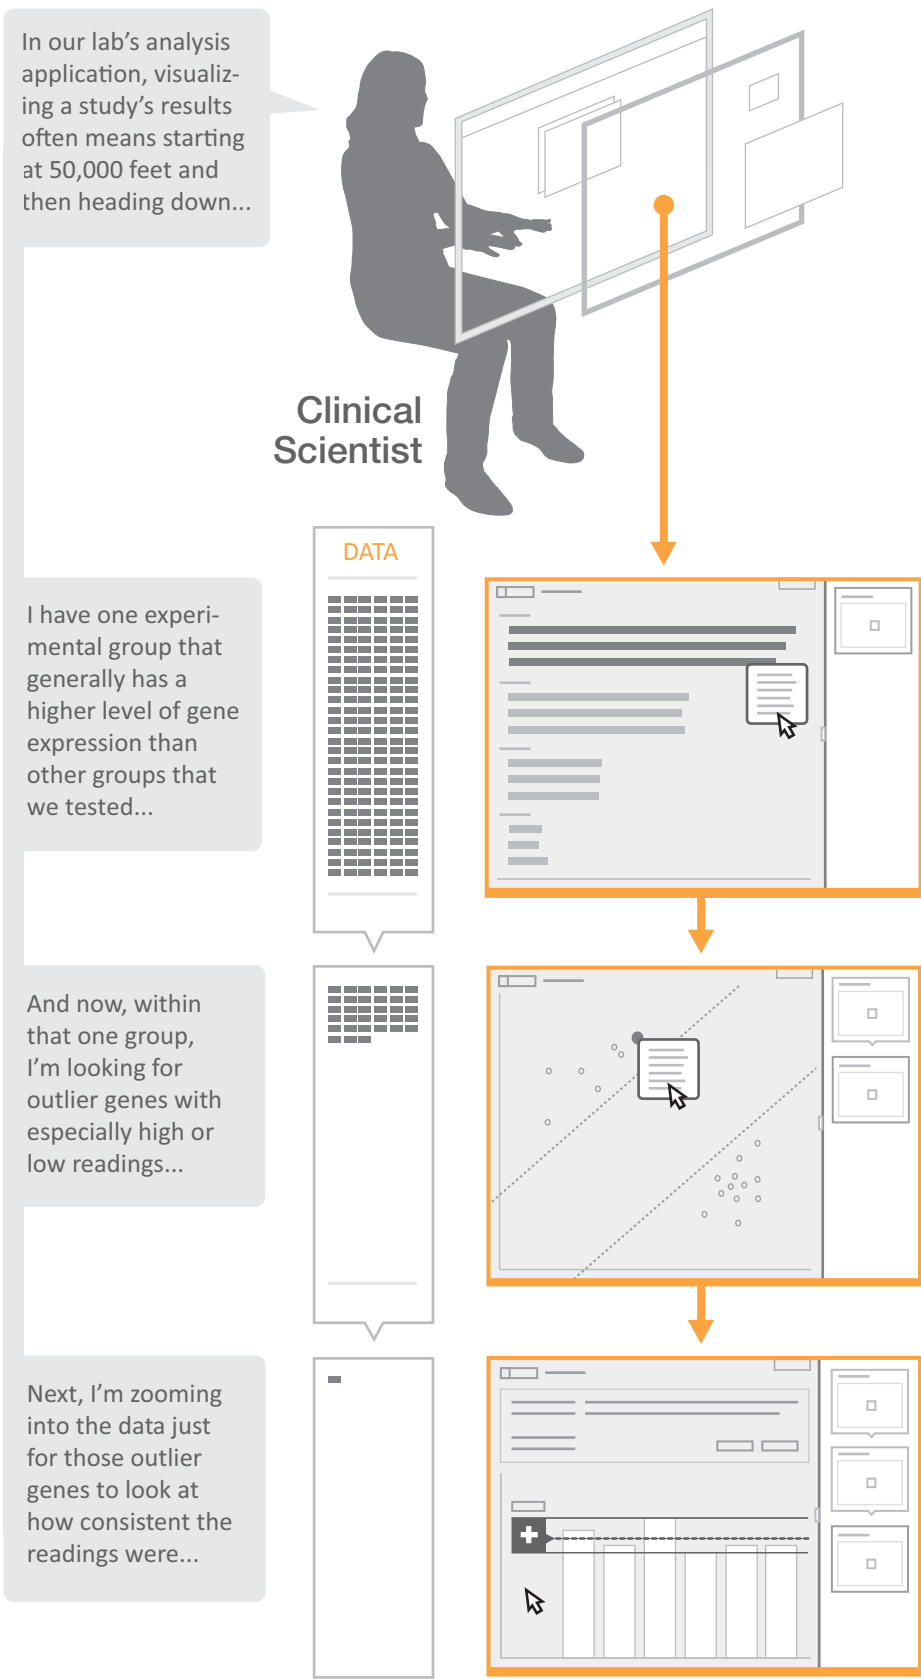 In our lab’s analysis
application, visualiz-
ing a study’s results
often means starting
at 50,000 feet and
then heading down...
Clinical
Scientist
DATA
I have one experi-
mental group that
generally has a
higher level of gene
expression than
other groups that
we tested...
And now, within
that one group,
I’m looking for
outlier genes with
especially high or
low readings...
Next, I’m zooming
into the data just
for those outlier
genes to look at
how consistent the
readings were...